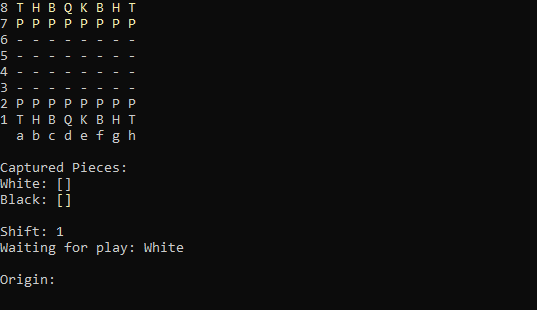 8 T H B Q K B H T
7 P P P P P P P P
6 - - - - - - - -
5 - - - - - - - -
4 - - - - - - - -
3 - - - - - - - -
2 P P P P P P P P
1 T H B Q K B H T
  a b c d e f g h
Captured Pieces:
White: []
Black: []
Shift: 1
Waiting for play: White
Origin: